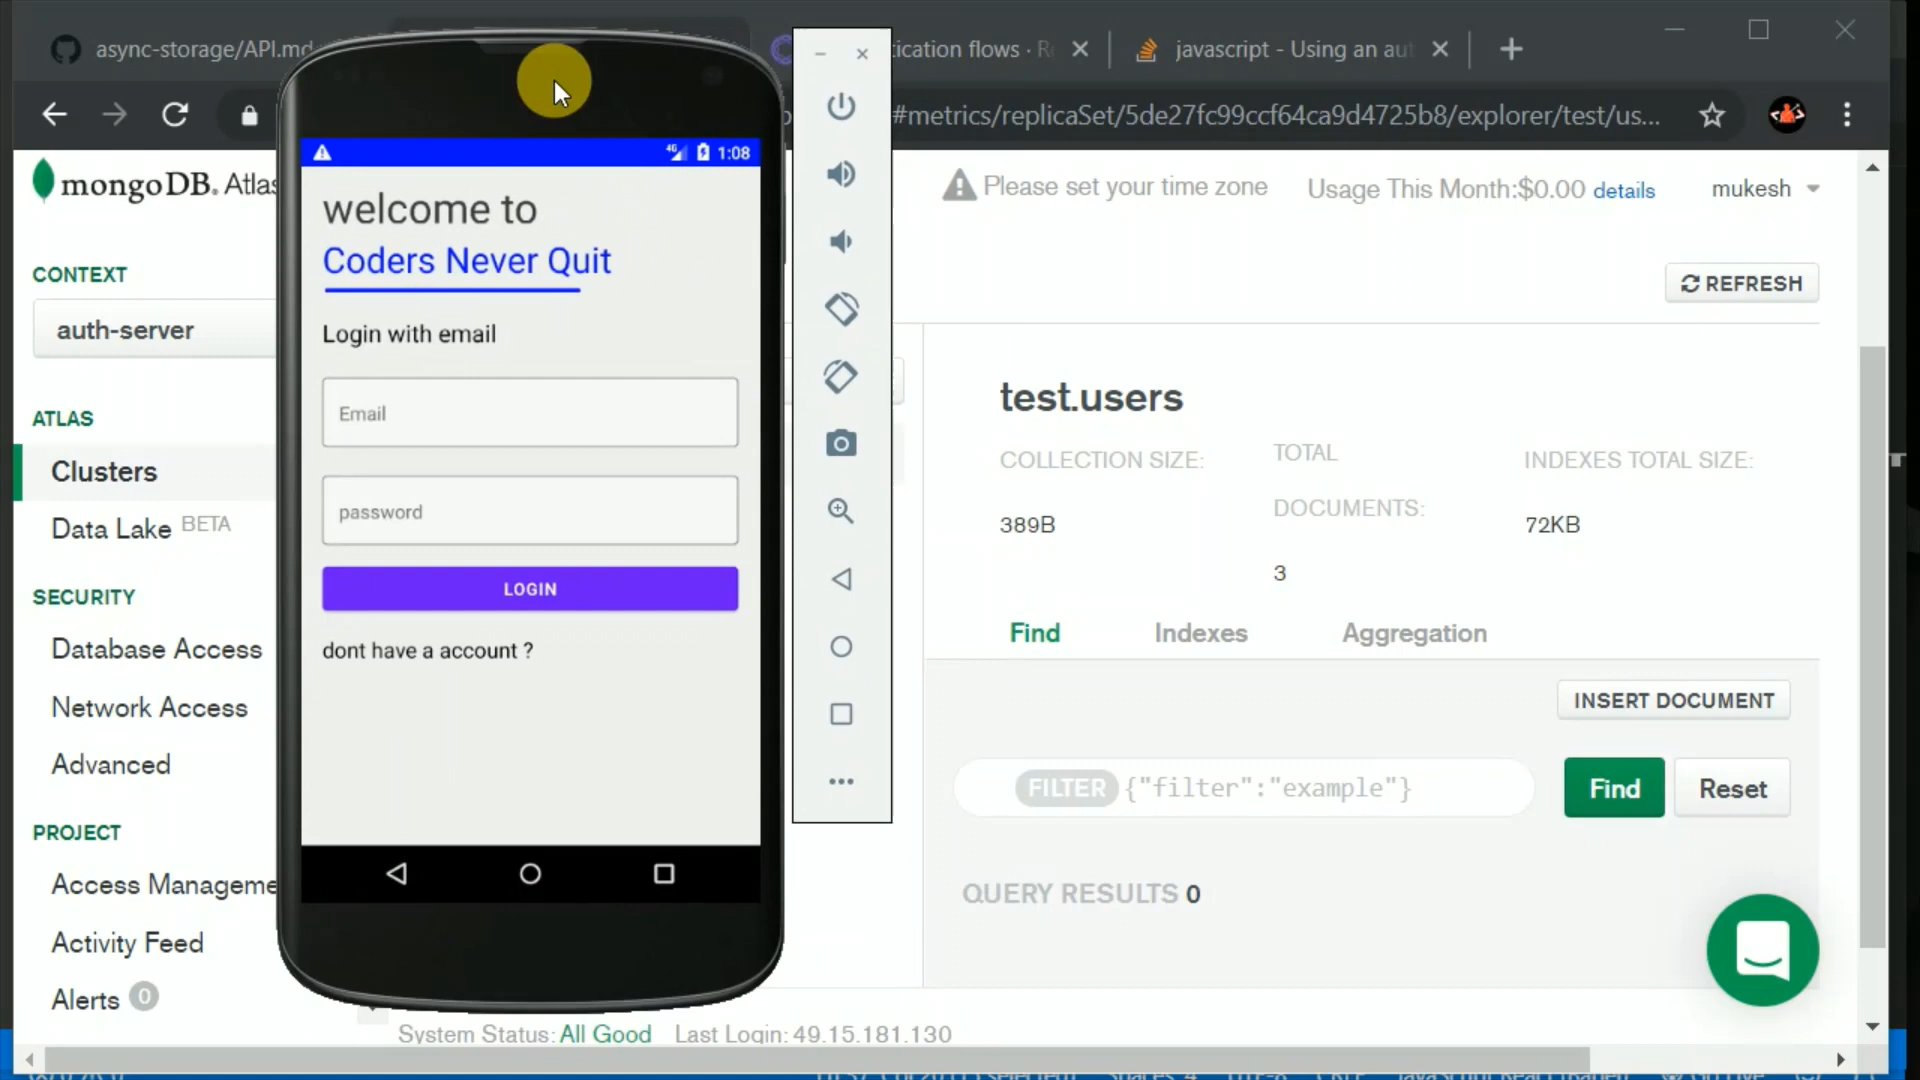 async-storage/API.md
ication flows · R
javascript - Using an aut
#metrics/replicaSet/5de27fc99ccf64ca9d4725b8/explorer/test/us...
mongoDB. Atlas
Please set your time zone
Usage This Month:$0.00 details
mukesh
REFRESH
CONTEXT
auth-server
ATLAS
Clusters
Data Lake BETA
SECURITY
Database Access
Network Access
Advanced
PROJECT
Access Manageme
Activity Feed
Alerts 0
4G 1:08
welcome to
Coders Never Quit
Login with email
Email
password
LOGIN
dont have a account ?
test.users
COLLECTION SIZE:
389B
TOTAL
DOCUMENTS:
3
INDEXES TOTAL SIZE:
72KB
Find
Indexes
Aggregation
INSERT DOCUMENT
FILTER {"filter":"example"}
Find
Reset
QUERY RESULTS 0
System Status: All Good Last Login: 49.15.181.130